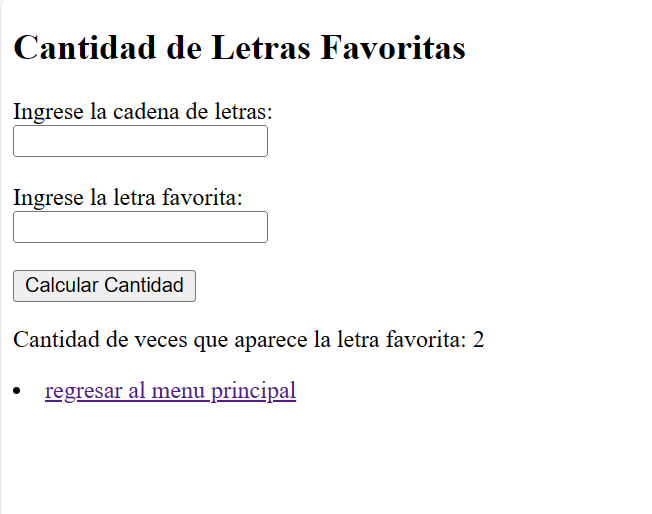 Cantidad de Letras Favoritas
Ingrese la cadena de letras:
Ingrese la letra favorita:
Calcular Cantidad
Cantidad de veces que aparece la letra favorita: 2
regresar al menu principal